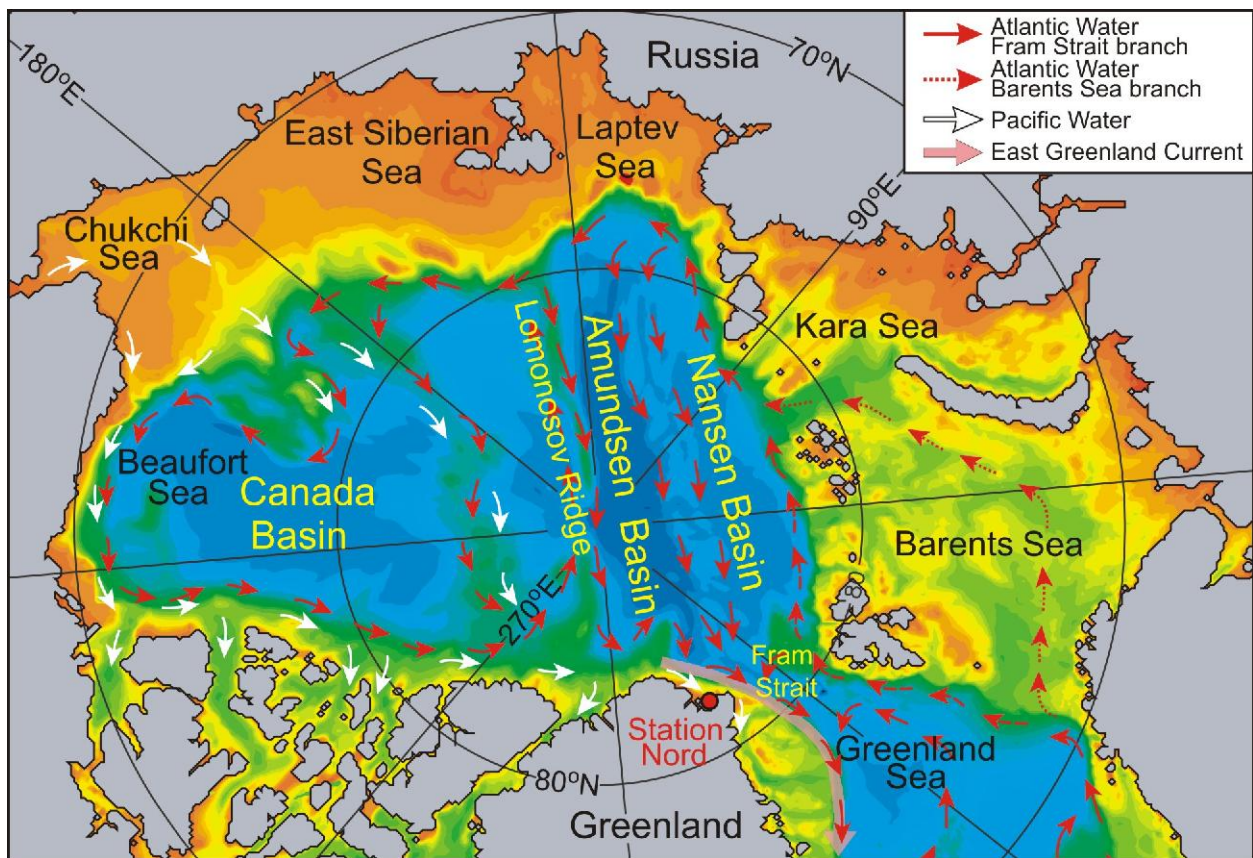 180°E
Russia
70°N
Atlantic Water
Fram Strait branch
Atlantic Water
Barents Sea branch
Pacific Water
East Greenland Current
East Siberian
Sea
Laptev
Sea
90°E
Chukchi
Sea
Kara Sea
Lomonosov Ridge
Amundsen Basin
Nansen Basin
Beaufort
Sea
Canada
Basin
Barents Sea
270°E
Fram
Strait
Station
Nord
Greenland
Sea
80°N
Greenland